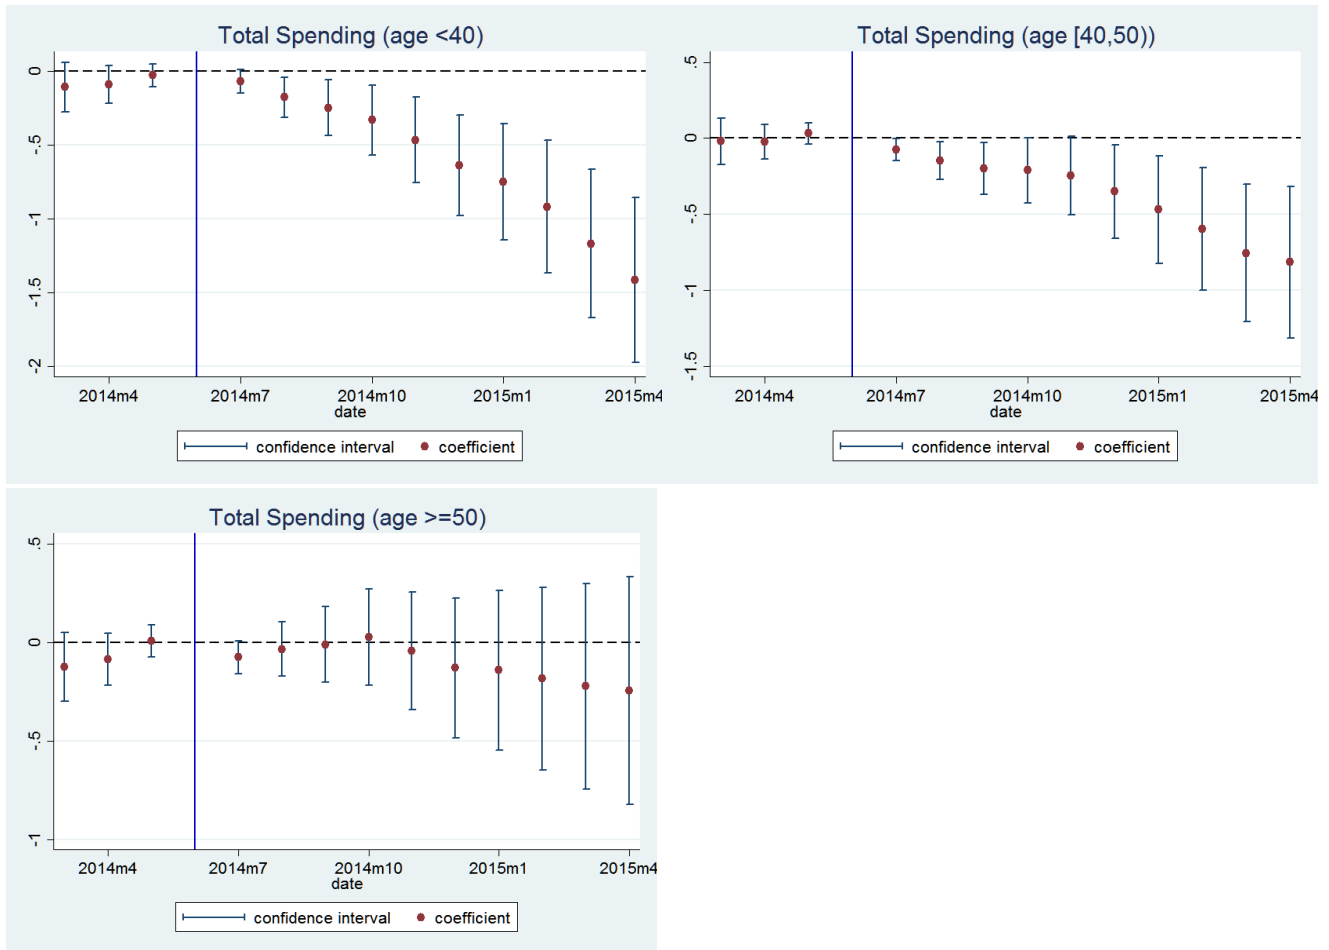 Total Spending (age <40)
0
-.5
-1
-1.5
-2
2014m4
2014m7
2014m10
2015m1
2015m4
date
confidence interval
coefficient
Total Spending (age [40,50))
.5
0
-.5
-1
-1.5
2014m4
2014m7
2014m10
2015m1
2015m4
date
confidence interval
coefficient
Total Spending (age >=50)
.5
0
-.5
-1
2014m4
2014m7
2014m10
2015m1
2015m4
date
confidence interval
coefficient